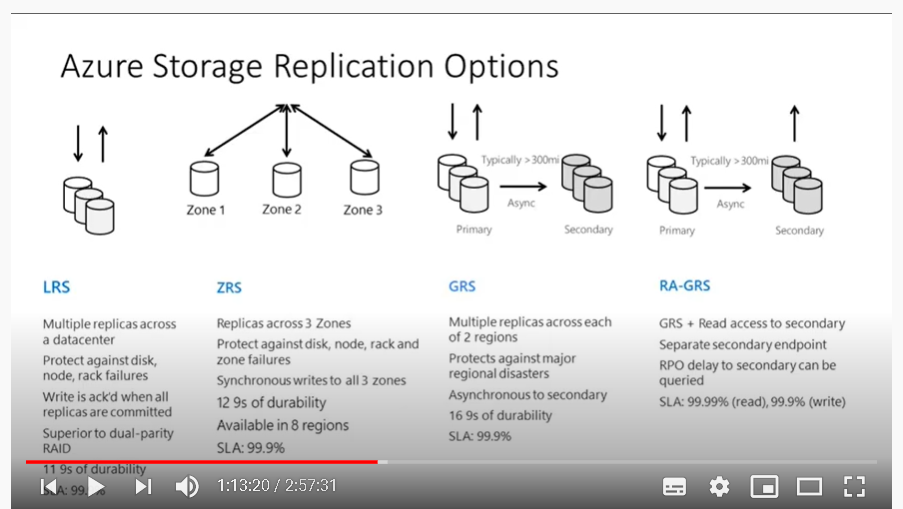 Azure Storage Replication Options
Typically >300mi
Typically >300mi
Zone 1
Zone 2
Zone 3
Async
Async
Primary
Secondary
Primary
Secondary
LRS
Multiple replicas across
a datacenter
Protect against disk,
node, rack failures
Write is ack'd when all
replicas are committed
Superior to dual-parity
RAID
11 9s of durability
ZRS
Replicas across 3 Zones
Protect against disk, node, rack and
zone failures
Synchronous writes to all 3 zones
12 9s of durability
Available in 8 regions
SLA: 99.9%
GRS
Multiple replicas across each
of 2 regions
Protects against major
regional disasters
Asynchronous to secondary
16 9s of durability
SLA: 99.9%
RA-GRS
GRS + Read access to secondary
Separate secondary endpoint
RPO delay to secondary can be
queried
SLA: 99.99% (read), 99.9% (write)
1:13:20 / 2:57:31